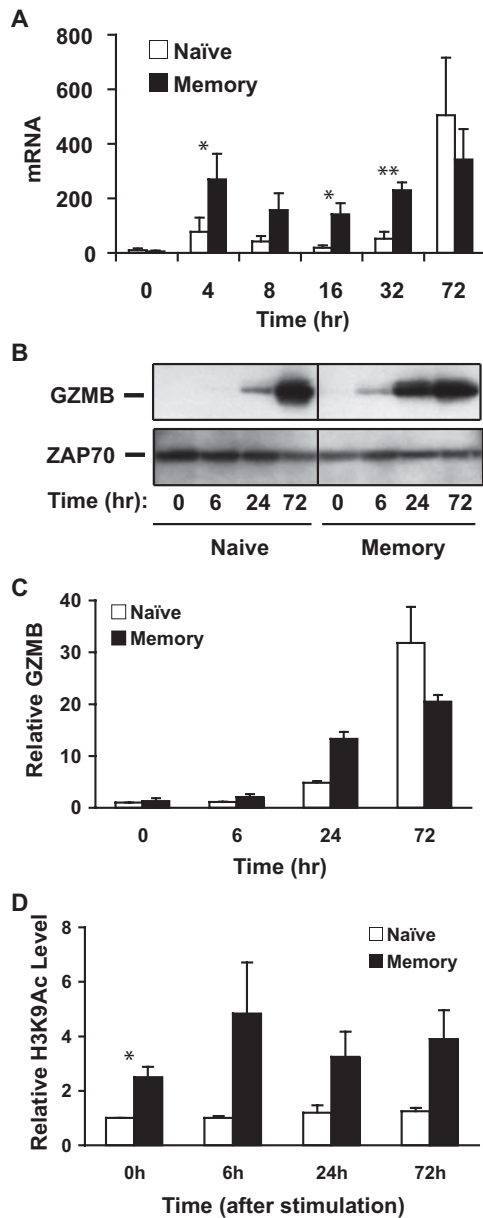 A
800
600
400
200
0
mRNA
Naïve
Memory
*
*
**
0 4 8 16 32 72
Time (hr)
B
GZMB
ZAP70
Time (hr): 0 6 24 72 0 6 24 72
Naive Memory
C
40
30
20
10
0
Relative GZMB
Naïve
Memory
0 6 24 72
Time (hr)
D
8
6
4
2
0
Relative H3K9Ac Level
Naïve
Memory
*
0h 6h 24h 72h
Time (after stimulation)